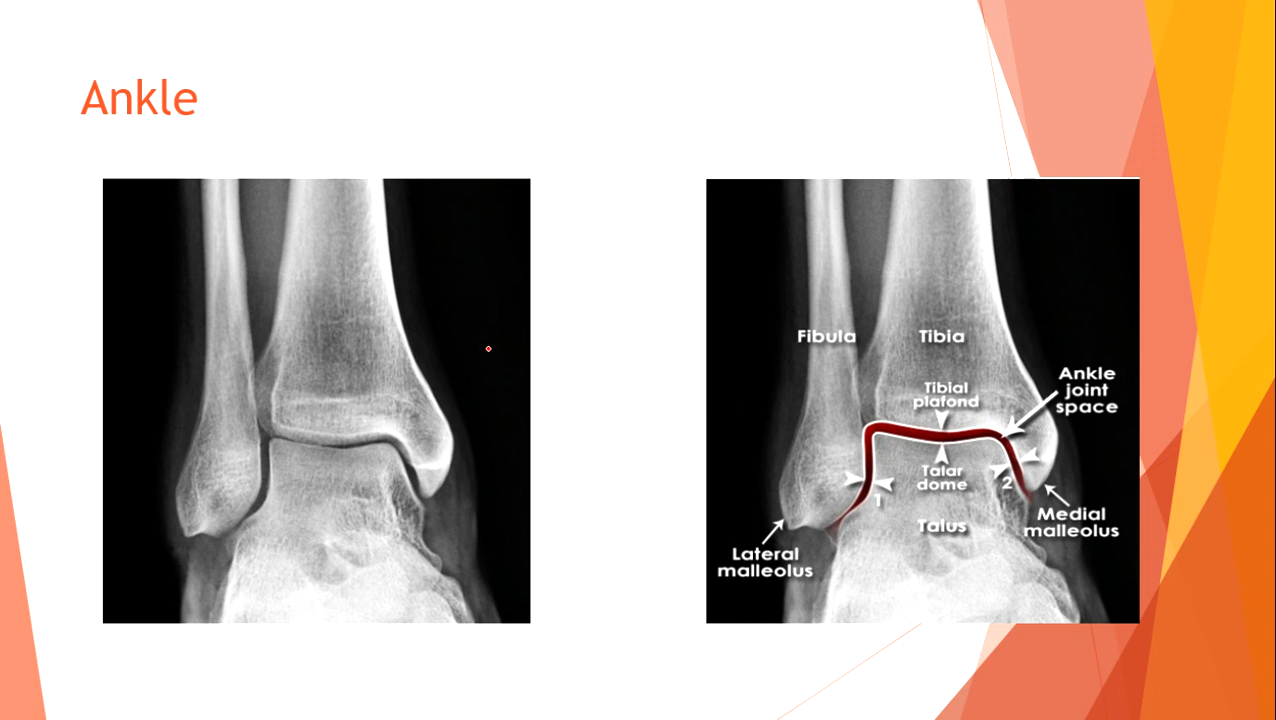 Ankle
Fibula
Tibia
Ankle
joint
space
Tibial
plafond
Talar
dome
1
2
Talus
Medial
malleolus
Lateral
malleolus